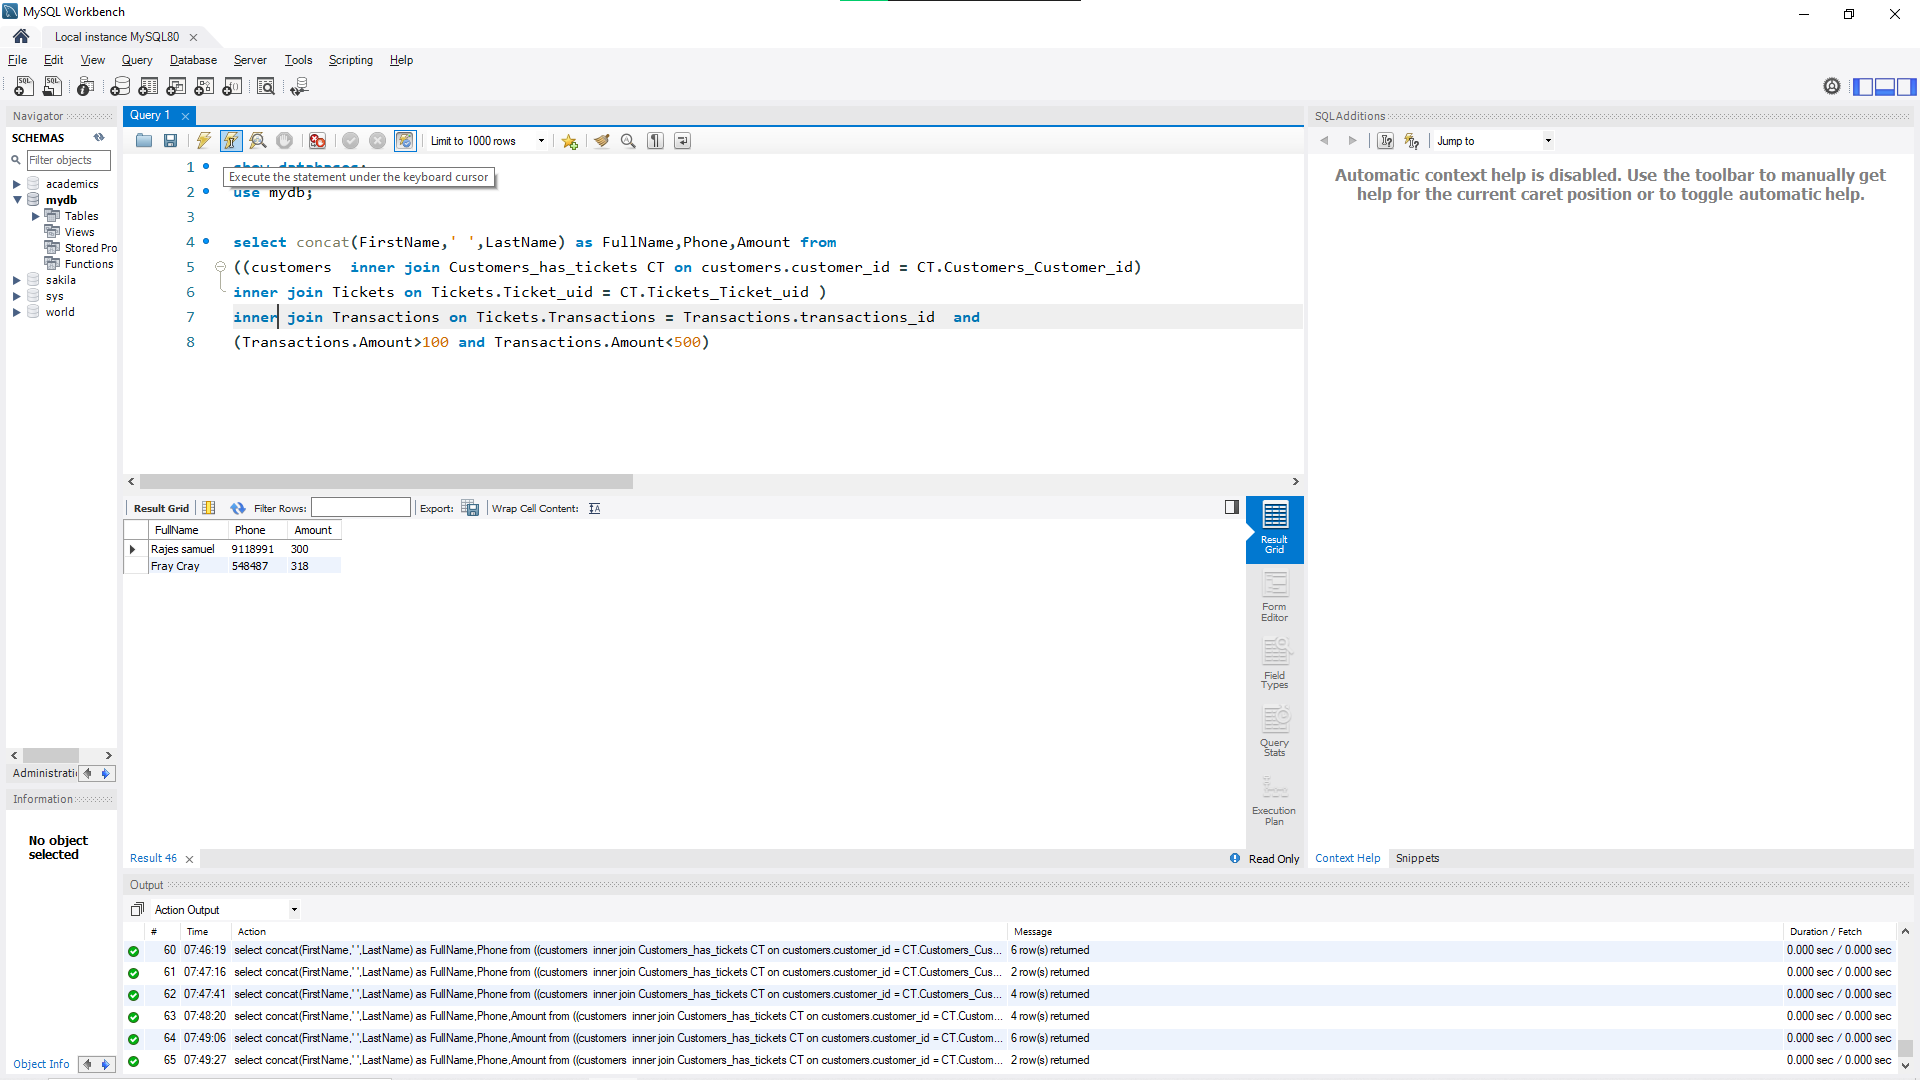 MySQL Workbench
Local instance MySQL80
File Edit View Query Database Server Tools Scripting Help
Navigator
SCHEMAS
Filter objects
academics
mydb
Tables
Views
Stored Pro
Functions
sakila
sys
world
Administrati
Information
No object
selected
Object Info
Query 1
Limit to 1000 rows
Execute the statement under the keyboard cursor
1
2 use mydb;
3
4 select concat(FirstName,' ',LastName) as FullName,Phone,Amount from
5 ((customers  inner join Customers_has_tickets CT on customers.customer_id = CT.Customers_Customer_id)
6 inner join Tickets on Tickets.Ticket_uid = CT.Tickets_Ticket_uid )
7 inner join Transactions on Tickets.Transactions = Transactions.transactions_id  and
8 (Transactions.Amount>100 and Transactions.Amount<500)
Result Grid Filter Rows: Export: Wrap Cell Content:
FullName Phone Amount
Rajes samuel 9118991 300
Fray Cray 548487 318
Result
Grid
Form
Editor
Field
Types
Query
Stats
Execution
Plan
Result 46
Read Only
SQLAdditions
Jump to
Automatic context help is disabled. Use the toolbar to manually get
help for the current caret position or to toggle automatic help.
Context Help Snippets
Output
Action Output
# Time Action Message Duration / Fetch
60 07:46:19 select concat(FirstName,' ',LastName) as FullName,Phone from ((customers  inner join Customers_has_tickets CT on customers.customer_id = CT.Customers_Cus... 6 row(s) returned 0.000 sec / 0.000 sec
61 07:47:16 select concat(FirstName,' ',LastName) as FullName,Phone from ((customers  inner join Customers_has_tickets CT on customers.customer_id = CT.Customers_Cus... 2 row(s) returned 0.000 sec / 0.000 sec
62 07:47:41 select concat(FirstName,' ',LastName) as FullName,Phone from ((customers  inner join Customers_has_tickets CT on customers.customer_id = CT.Customers_Cus... 4 row(s) returned 0.000 sec / 0.000 sec
63 07:48:20 select concat(FirstName,' ',LastName) as FullName,Phone,Amount from ((customers  inner join Customers_has_tickets CT on customers.customer_id = CT.Custom... 4 row(s) returned 0.000 sec / 0.000 sec
64 07:49:06 select concat(FirstName,' ',LastName) as FullName,Phone,Amount from ((customers  inner join Customers_has_tickets CT on customers.customer_id = CT.Custom... 6 row(s) returned 0.000 sec / 0.000 sec
65 07:49:27 select concat(FirstName,' ',LastName) as FullName,Phone,Amount from ((customers  inner join Customers_has_tickets CT on customers.customer_id = CT.Custom... 2 row(s) returned 0.000 sec / 0.000 sec